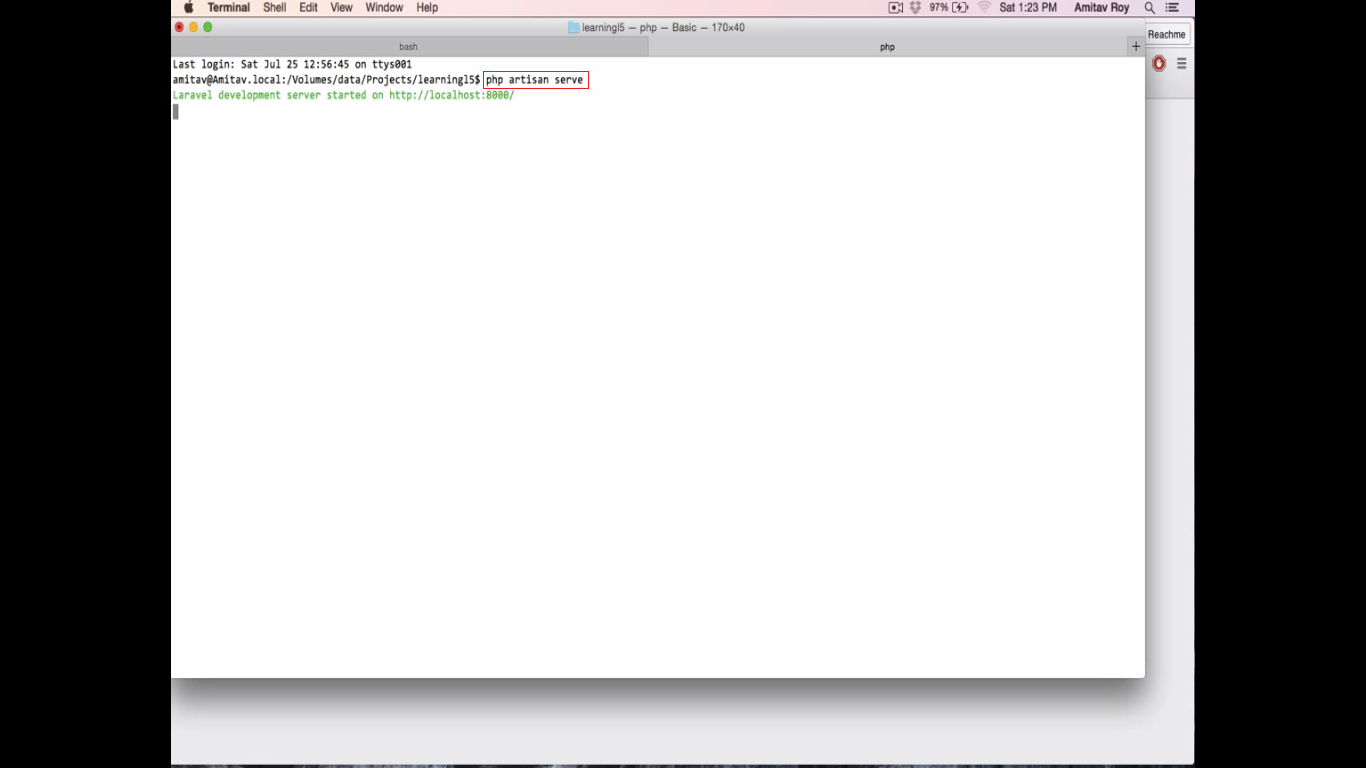 Terminal Shell Edit View Window Help 97% Sat 1:23 PM Amitav Roy
learningl5 — php — Basic — 170×40
Reachme
bash php +
Last login: Sat Jul 25 12:56:45 on ttys001
amitav@Amitav.local:/Volumes/data/Projects/learningl5$ php artisan serve
Laravel development server started on http://localhost:8000/